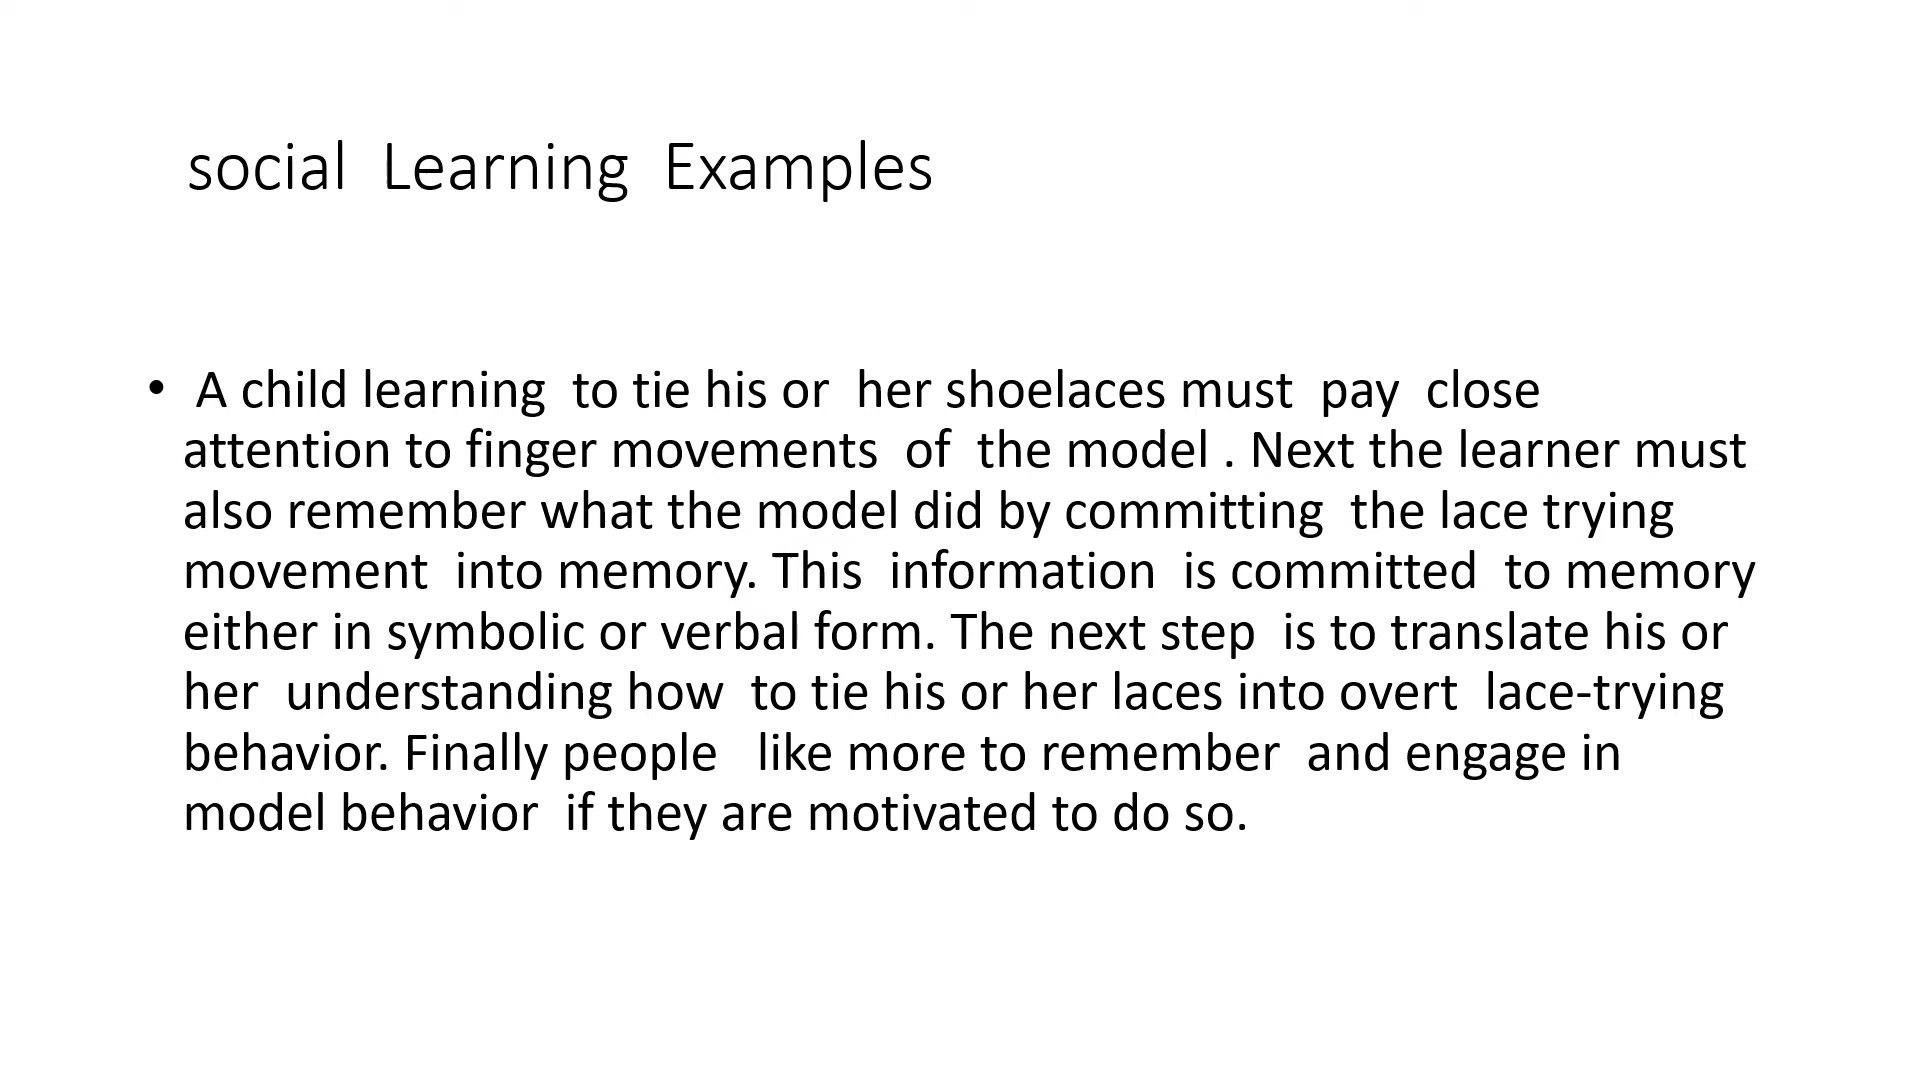 social Learning Examples
• A child learning to tie his or her shoelaces must pay close
attention to finger movements of the model . Next the learner must
also remember what the model did by committing the lace trying
movement into memory. This information is committed to memory
either in symbolic or verbal form. The next step is to translate his or
her understanding how to tie his or her laces into overt lace-trying
behavior. Finally people like more to remember and engage in
model behavior if they are motivated to do so.